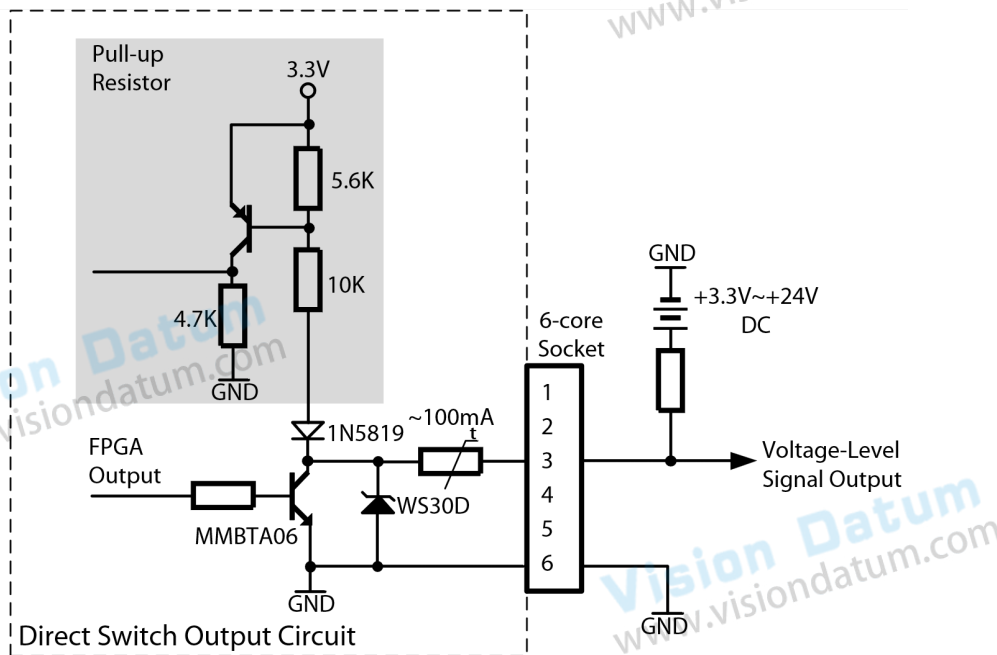 www.vis
Pull-up
Resistor
3.3V
5.6K
10K
4.7K
GND
GND
+3.3V~+24V
DC
6-core
Socket
1
2
3
4
5
6
~100mA
t
1N5819
FPGA
Output
WS30D
MMBTA06
Voltage-Level
Signal Output
GND
GND
Direct Switch Output Circuit
on Datum
visiondatum.com
Vision Datum
www.visiondatum.com